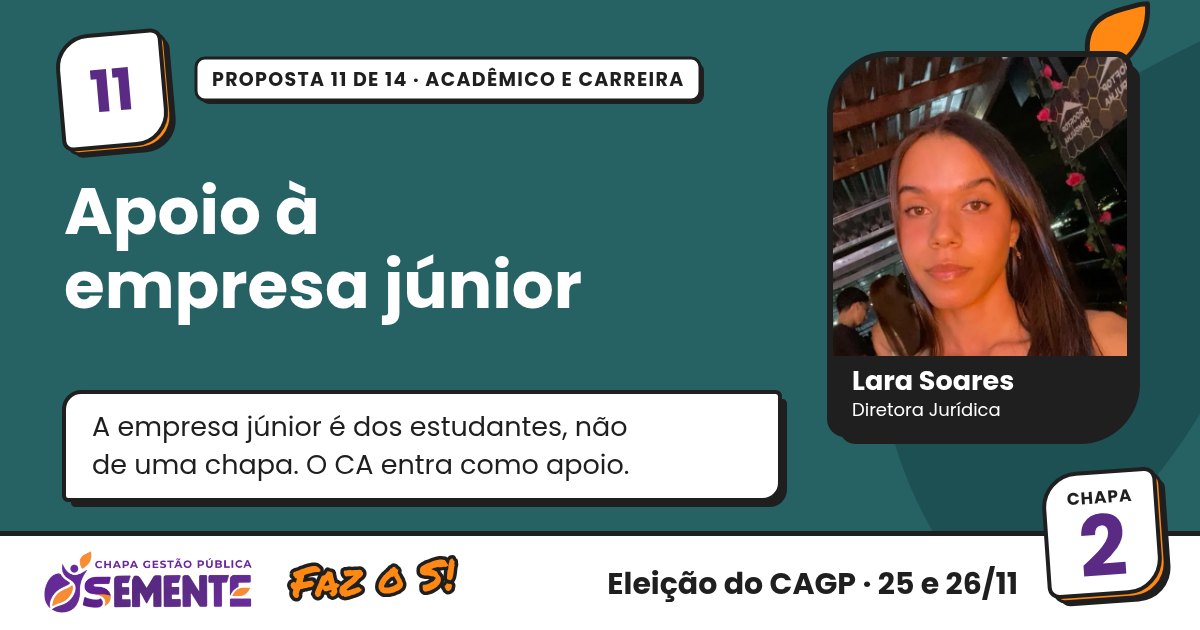 11
PROPOSTA 11 DE 14 · ACADÊMICO E CARREIRA
Apoio à
empresa júnior
A empresa júnior é dos estudantes, não
de uma chapa. O CA entra como apoio.
Lara Soares
Diretora Jurídica
CHAPA
2
CHAPA GESTÃO PÚBLICA
SEMENTE
FAZ O S!
Eleição do CAGP · 25 e 26/11